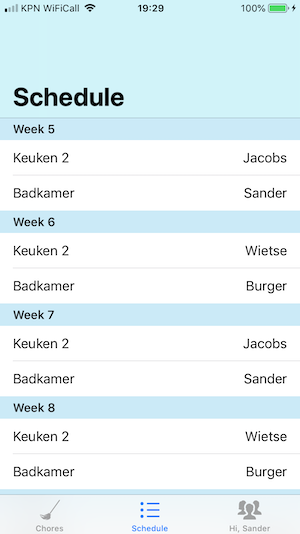 KPN WiFiCall 19:29 100%
Schedule
Week 5
Keuken 2 Jacobs
Badkamer Sander
Week 6
Keuken 2 Wietse
Badkamer Burger
Week 7
Keuken 2 Jacobs
Badkamer Sander
Week 8
Keuken 2 Wietse
Badkamer Burger
Chores Schedule Hi, Sander